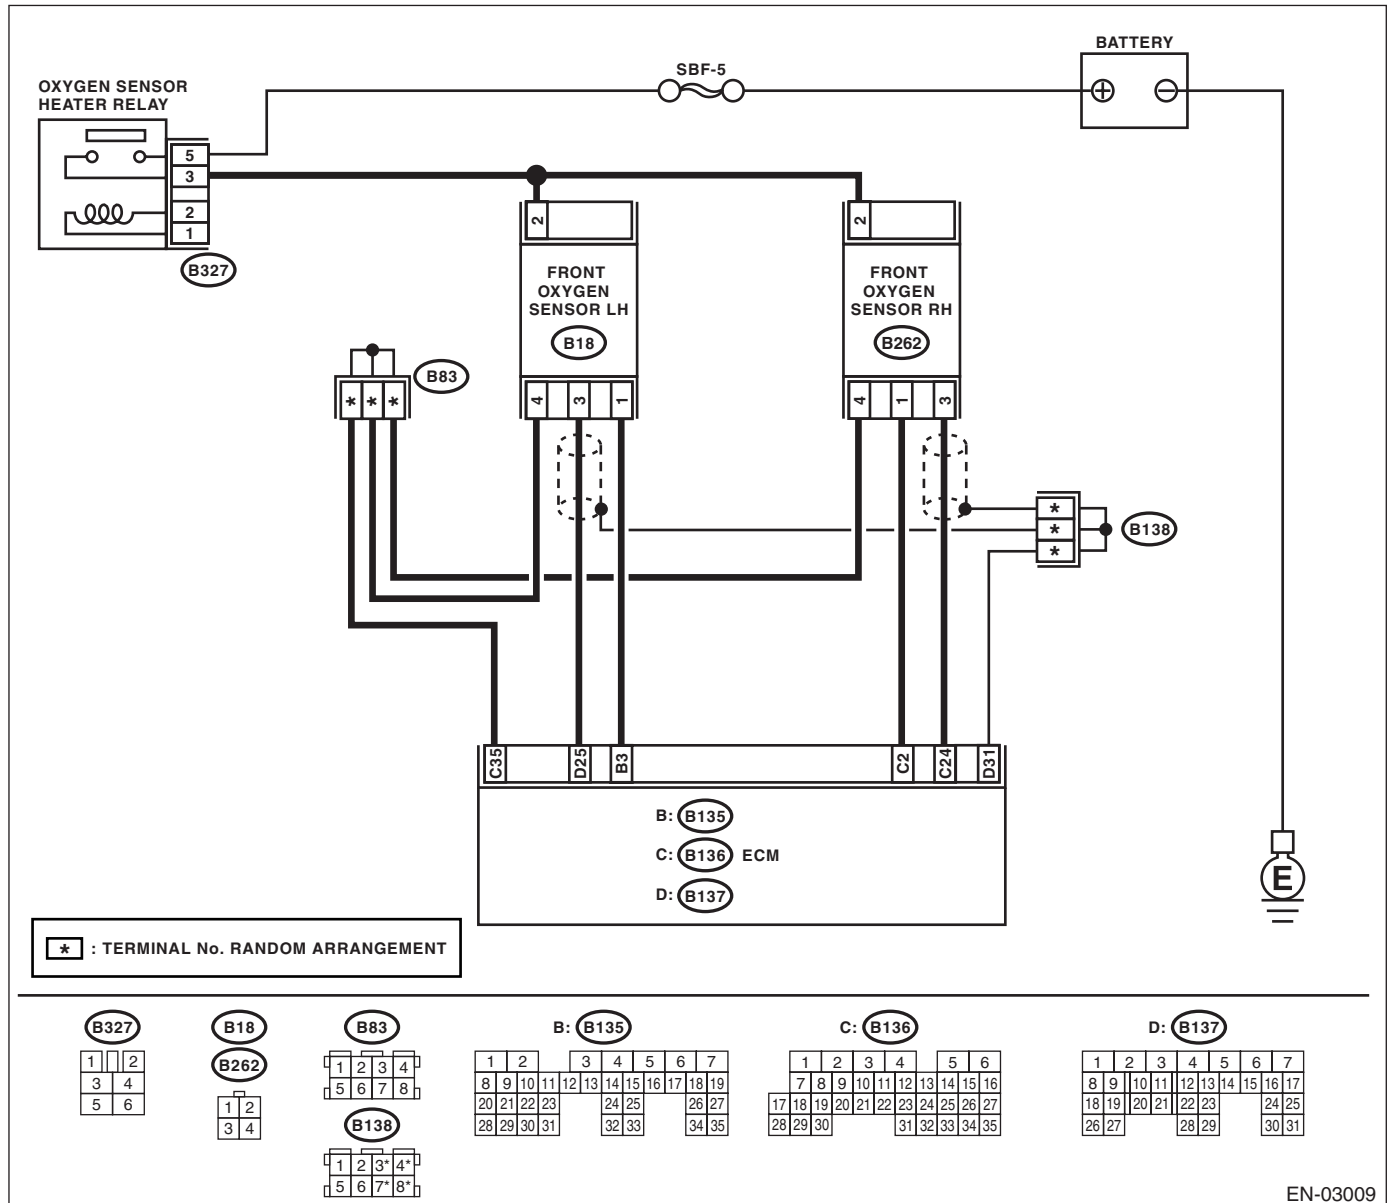 BATTERY
SBF-5
OXYGEN SENSOR
HEATER RELAY
+ −
5
3
2
1
B327
2
2
FRONT
OXYGEN
SENSOR LH
B18
FRONT
OXYGEN
SENSOR RH
B262
B83
* * *
4 3 1
4 1 3
*
*
*
B138
C35 D25 B3 C2 C24 D31
B: B135
C: B136 ECM
D: B137
E
* : TERMINAL No. RANDOM ARRANGEMENT
B327
1 2
3 4
5 6
B18
B262
1 2
3 4
B83
1 2 3 4
5 6 7 8
B138
1 2 3* 4*
5 6 7* 8*
B: B135
1 2 3 4 5 6 7
8 9 10 11 12 13 14 15 16 17 18 19
20 21 22 23 24 25 26 27
28 29 30 31 32 33 34 35
C: B136
1 2 3 4 5 6
7 8 9 10 11 12 13 14 15 16
17 18 19 20 21 22 23 24 25 26 27
28 29 30 31 32 33 34 35
D: B137
1 2 3 4 5 6 7
8 9 10 11 12 13 14 15 16 17
18 19 20 21 22 23 24 25
26 27 28 29 30 31
EN-03009